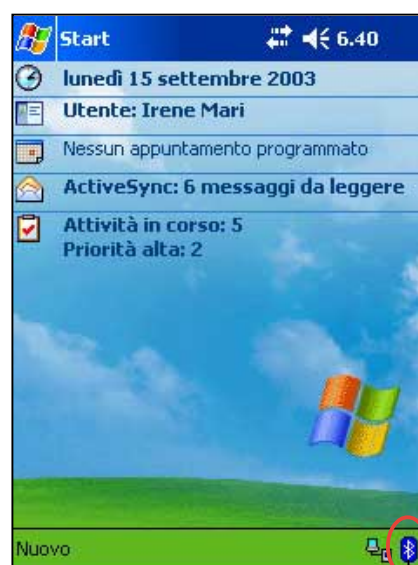 Start 6.40
lunedì 15 settembre 2003
Utente: Irene Mari
Nessun appuntamento programmato
ActiveSync: 6 messaggi da leggere
Attività in corso: 5
Priorità alta: 2
Nuovo